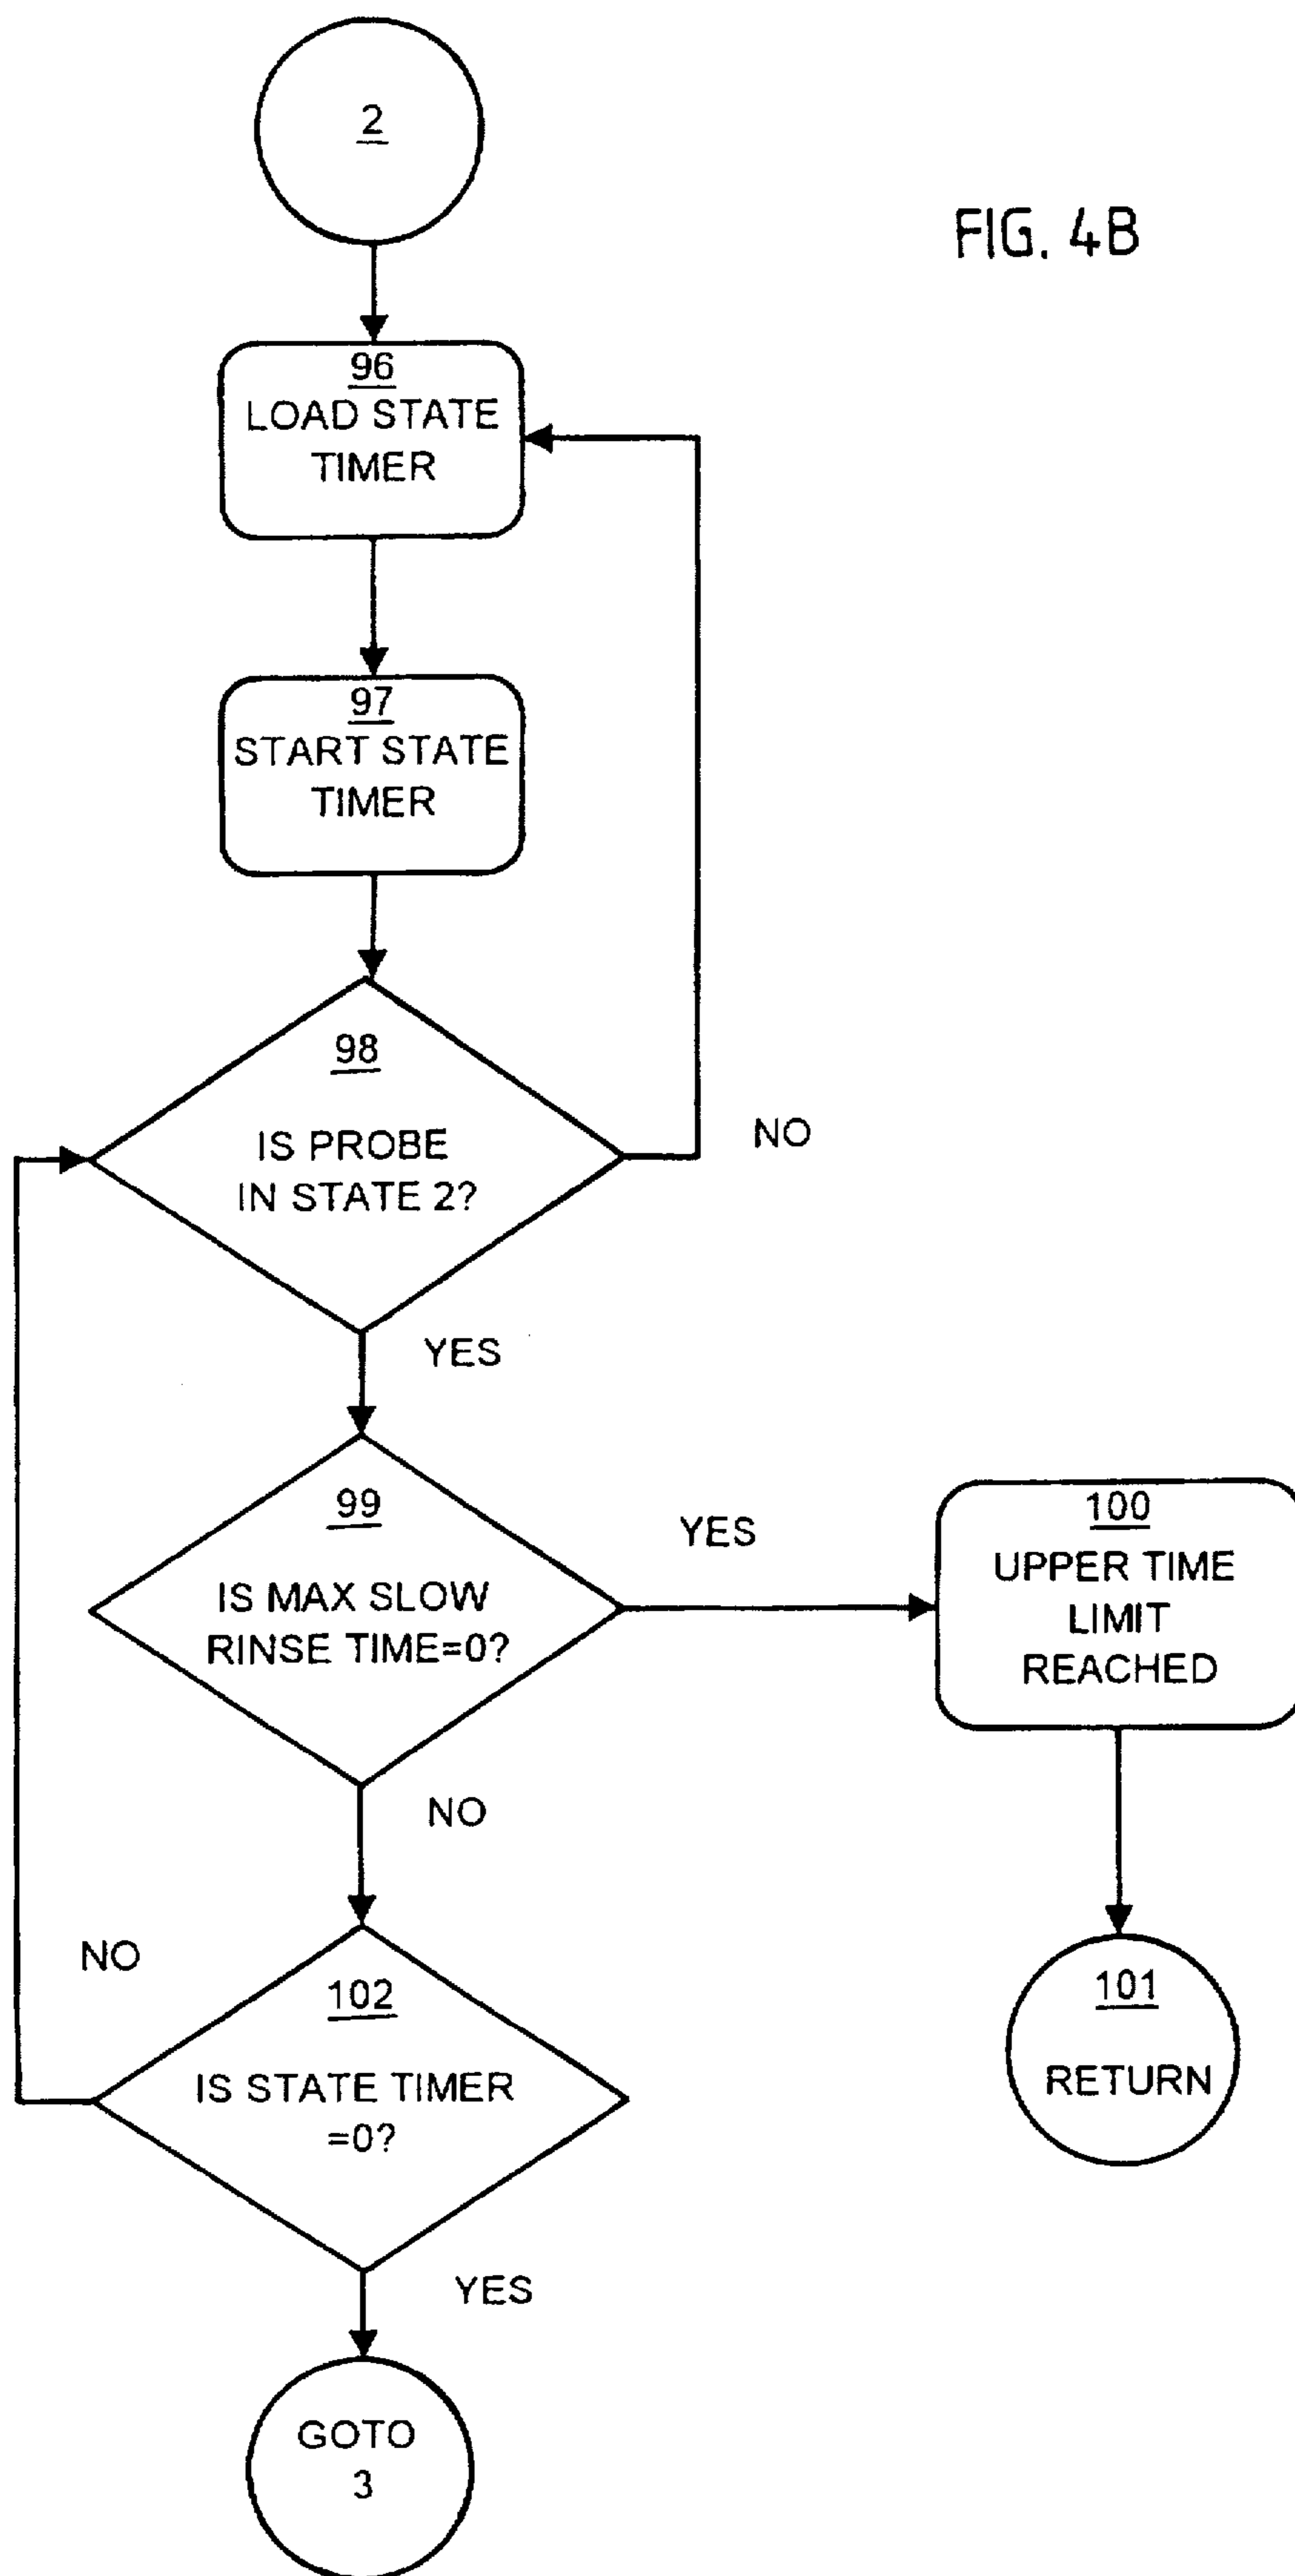 2
FIG. 4B
96
LOAD STATE
TIMER
97
START STATE
TIMER
98
IS PROBE
IN STATE 2?
NO
YES
99
IS MAX SLOW
RINSE TIME=0?
YES
100
UPPER TIME
LIMIT
REACHED
NO
101
RETURN
NO
102
IS STATE TIMER
=0?
YES
GOTO
3